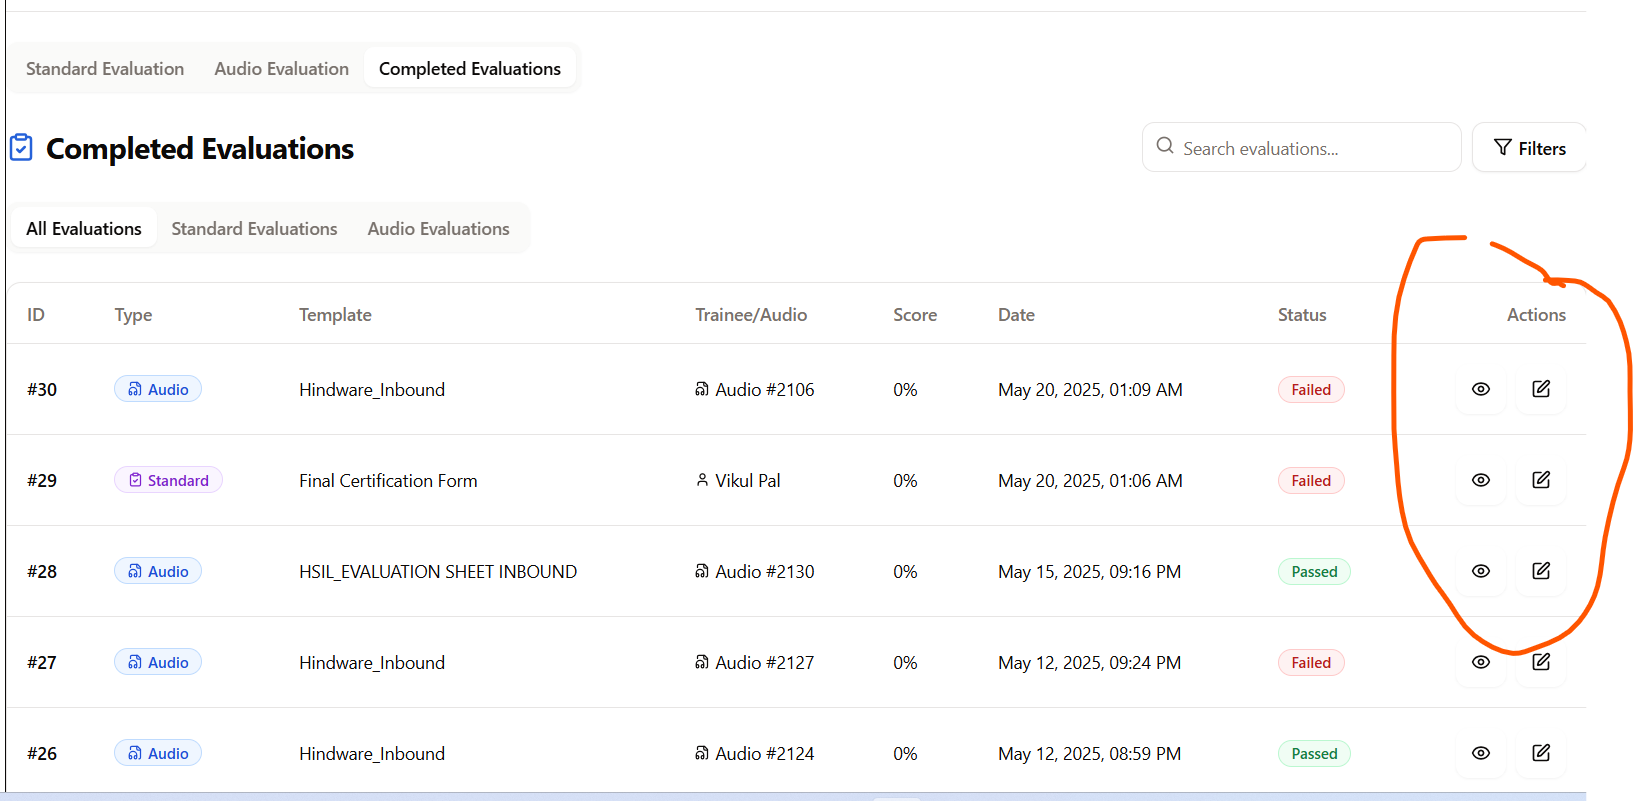 Standard Evaluation Audio Evaluation Completed Evaluations
Completed Evaluations Search evaluations... Filters
All Evaluations Standard Evaluations Audio Evaluations
ID Type Template Trainee/Audio Score Date Status Actions
#30 Audio Hindware_Inbound Audio #2106 0% May 20, 2025, 01:09 AM Failed
#29 Standard Final Certification Form Vikul Pal 0% May 20, 2025, 01:06 AM Failed
#28 Audio HSIL_EVALUATION SHEET INBOUND Audio #2130 0% May 15, 2025, 09:16 PM Passed
#27 Audio Hindware_Inbound Audio #2127 0% May 12, 2025, 09:24 PM Failed
#26 Audio Hindware_Inbound Audio #2124 0% May 12, 2025, 08:59 PM Passed